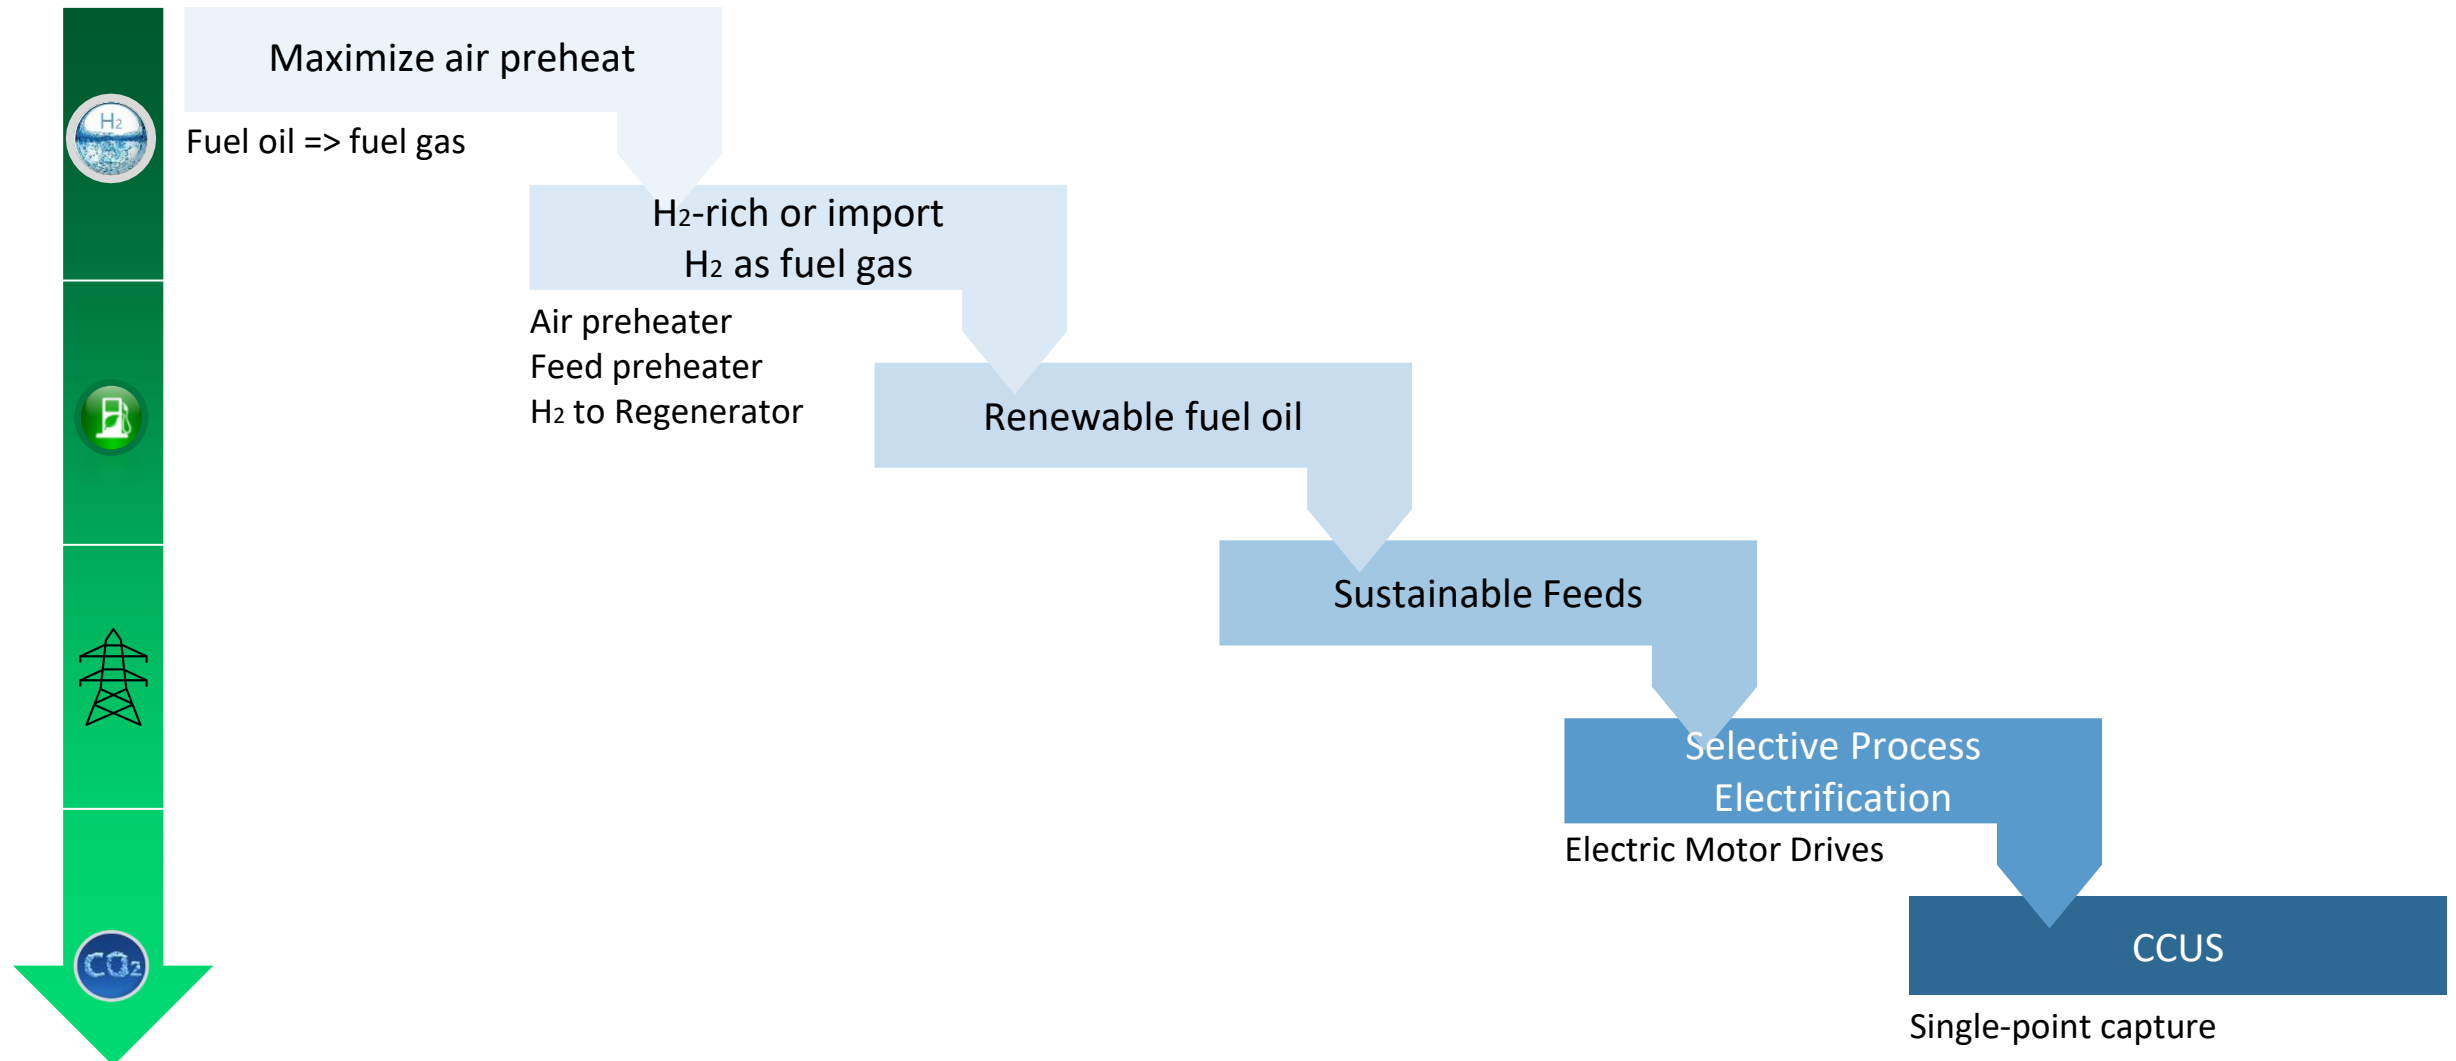 Maximize air preheat
H2
Fuel oil => fuel gas
H2-rich or import
H2 as fuel gas
Air preheater
Feed preheater
H2 to Regenerator
Renewable fuel oil
Sustainable Feeds
Selective Process
Electrification
Electric Motor Drives
CCUS
CO2
Single-point capture